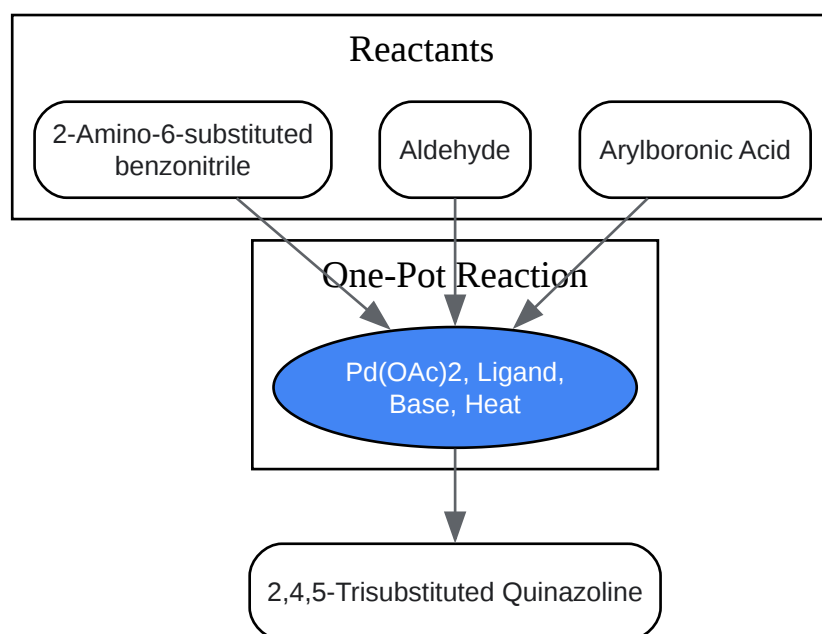 Reactants
2-Amino-6-substituted
benzonitrile
Aldehyde
Arylboronic Acid
One-Pot Reaction
Pd(OAc)2, Ligand,
Base, Heat
2,4,5-Trisubstituted Quinazoline